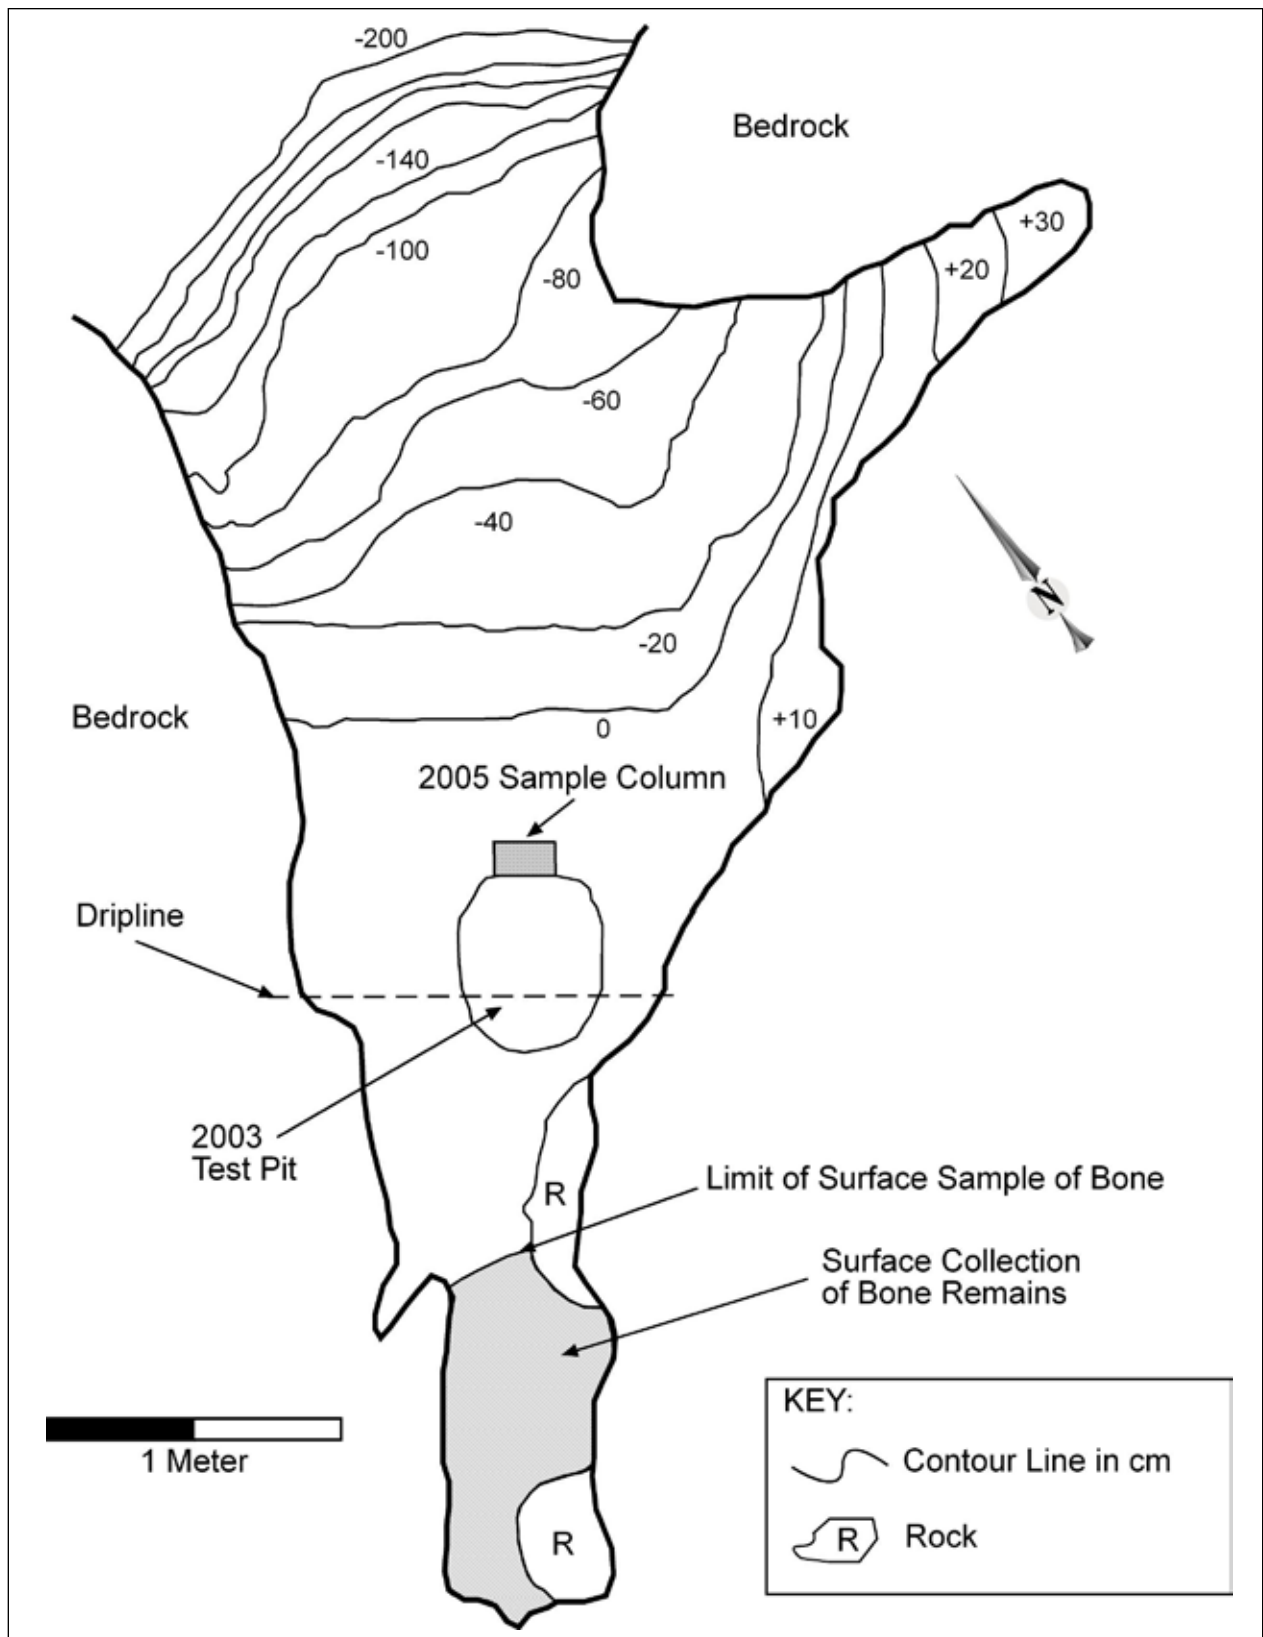 -200
Bedrock
-140
+30
-100
+20
-80
-60
-40
N
-20
Bedrock
+10
0
2005 Sample Column
Dripline
2003
Test Pit
Limit of Surface Sample of Bone
R
Surface Collection
of Bone Remains
KEY:
1 Meter
Contour Line in cm
R Rock
R